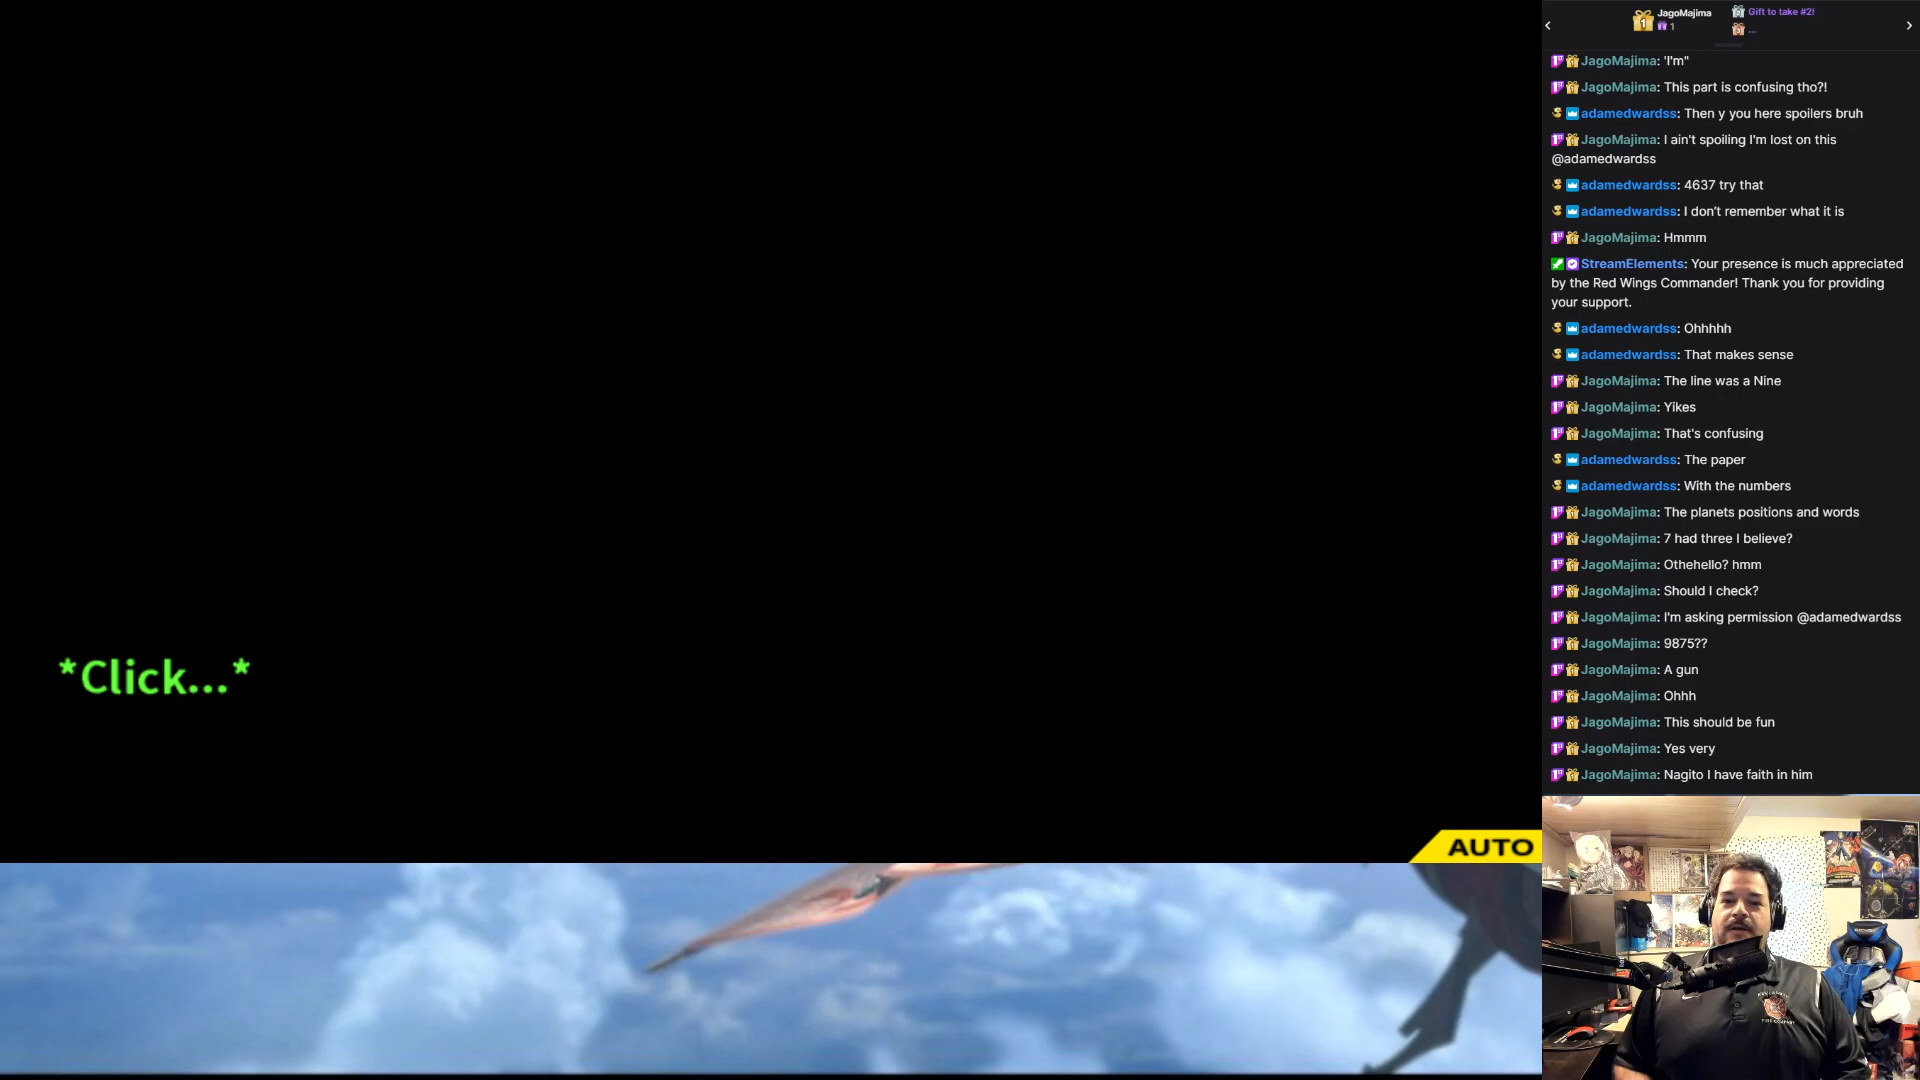 JagoMajima
1
1
Gift to take #2!
...
JagoMajima: 'I'm"
JagoMajima: This part is confusing tho?!
adamedwardss: Then y you here spoilers bruh
JagoMajima: I ain't spoiling I'm lost on this
@adamedwardss
adamedwardss: 4637 try that
adamedwardss: I don't remember what it is
JagoMajima: Hmmm
StreamElements: Your presence is much appreciated
by the Red Wings Commander! Thank you for providing
your support.
adamedwardss: Ohhhhh
adamedwardss: That makes sense
JagoMajima: The line was a Nine
JagoMajima: Yikes
JagoMajima: That's confusing
adamedwardss: The paper
adamedwardss: With the numbers
JagoMajima: The planets positions and words
JagoMajima: 7 had three I believe?
JagoMajima: Othehello? hmm
JagoMajima: Should I check?
JagoMajima: I'm asking permission @adamedwardss
JagoMajima: 9875??
JagoMajima: A gun
JagoMajima: Ohhh
JagoMajima: This should be fun
JagoMajima: Yes very
JagoMajima: Nagito I have faith in him
*Click...*
AUTO